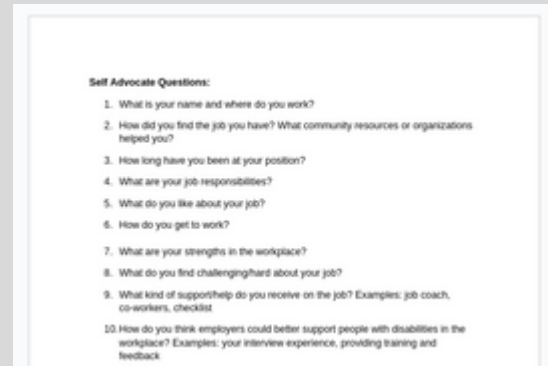 Self Advocate Questions:
1. What is your name and where do you work?
2. How did you find the job you have? What community resources or organizations
helped you?
3. How long have you been at your position?
4. What are your job responsibilities?
5. What do you like about your job?
6. How do you get to work?
7. What are your strengths in the workplace?
8. What do you find challenging/hard about your job?
9. What kind of support/help do you receive on the job? Examples: job coach,
co-workers, checklist
10. How do you think employers could better support people with disabilities in the
workplace? Examples: your interview experience, providing training and
feedback